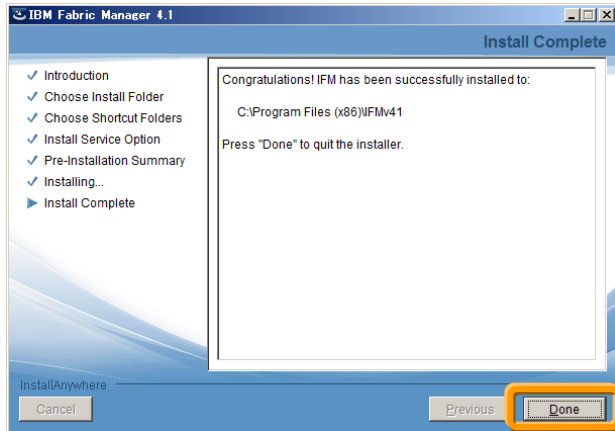 IBM Fabric Manager 4.1
Install Complete
Introduction
Choose Install Folder
Choose Shortcut Folders
Install Service Option
Pre-Installation Summary
Installing...
Install Complete
Congratulations! IFM has been successfully installed to:
C:\Program Files (x86)\IFMv41
Press "Done" to quit the installer.
InstallAnywhere
Cancel
Previous
Done